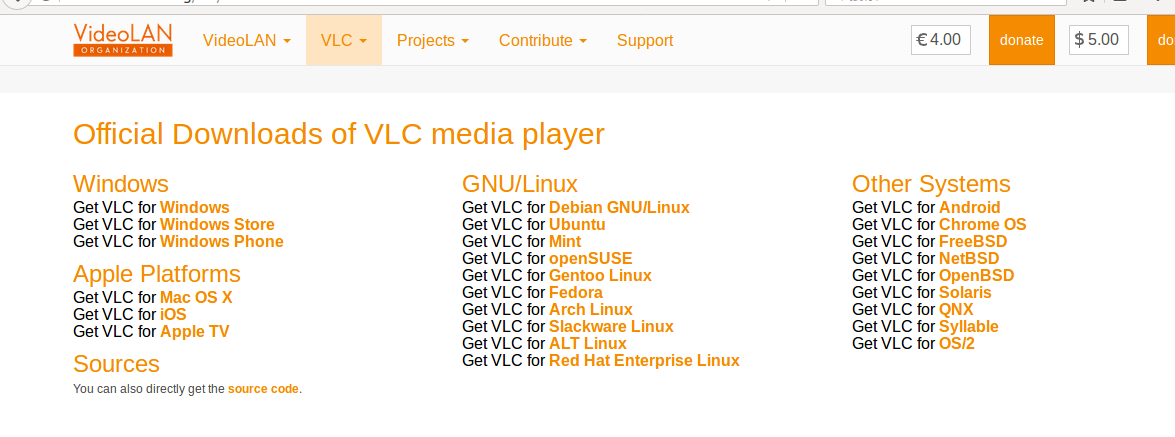 VideoLAN
ORGANIZATION
VideoLAN VLC Projects Contribute Support € 4.00 donate $ 5.00 do
Official Downloads of VLC media player
Windows
Get VLC for Windows
Get VLC for Windows Store
Get VLC for Windows Phone
Apple Platforms
Get VLC for Mac OS X
Get VLC for iOS
Get VLC for Apple TV
Sources
You can also directly get the source code.
GNU/Linux
Get VLC for Debian GNU/Linux
Get VLC for Ubuntu
Get VLC for Mint
Get VLC for openSUSE
Get VLC for Gentoo Linux
Get VLC for Fedora
Get VLC for Arch Linux
Get VLC for Slackware Linux
Get VLC for ALT Linux
Get VLC for Red Hat Enterprise Linux
Other Systems
Get VLC for Android
Get VLC for Chrome OS
Get VLC for FreeBSD
Get VLC for NetBSD
Get VLC for OpenBSD
Get VLC for Solaris
Get VLC for QNX
Get VLC for Syllable
Get VLC for OS/2